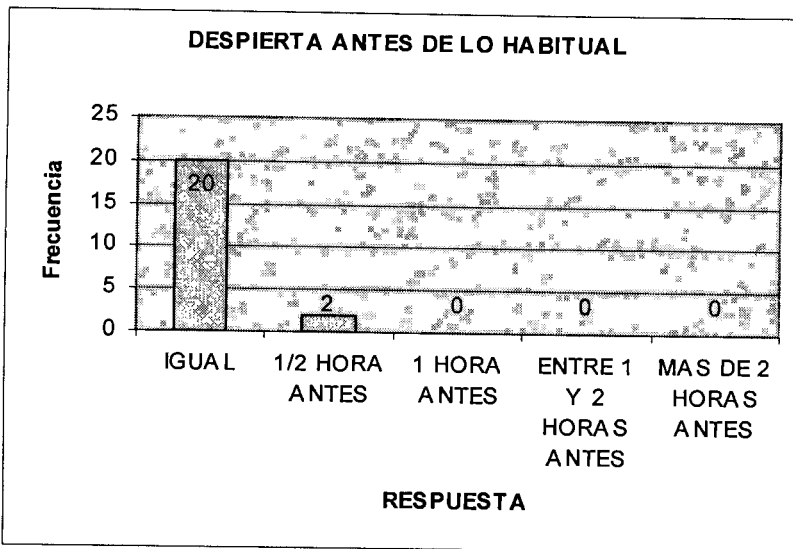 DESPIERTA ANTES DE LO HABITUAL
25
20
15
10
5
0
Frecuencia
20
2
0
0
0
IGUAL
1/2 HORA
ANTES
1 HORA
ANTES
ENTRE 1
Y 2
HORAS
ANTES
MAS DE 2
HORAS
ANTES
RESPUESTA